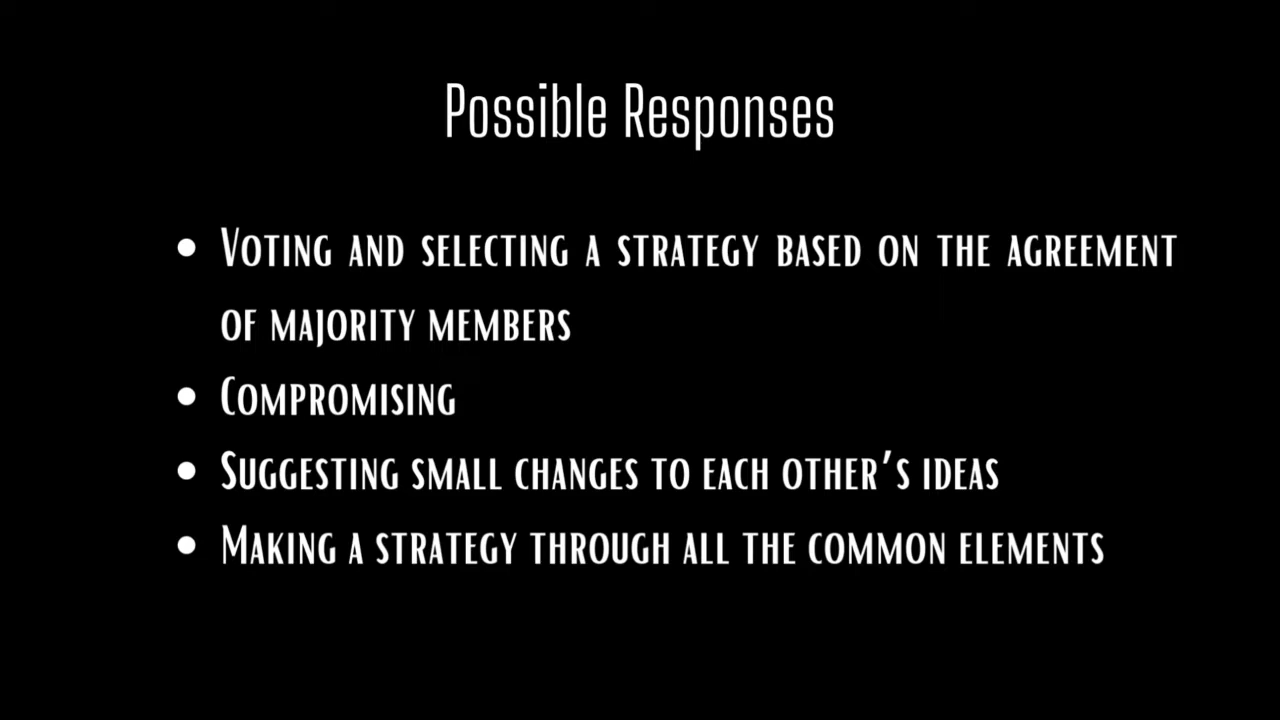 Possible Responses
• Voting and selecting a strategy based on the agreement
of majority members
• Compromising
• Suggesting small changes to each other's ideas
• Making a strategy through all the common elements